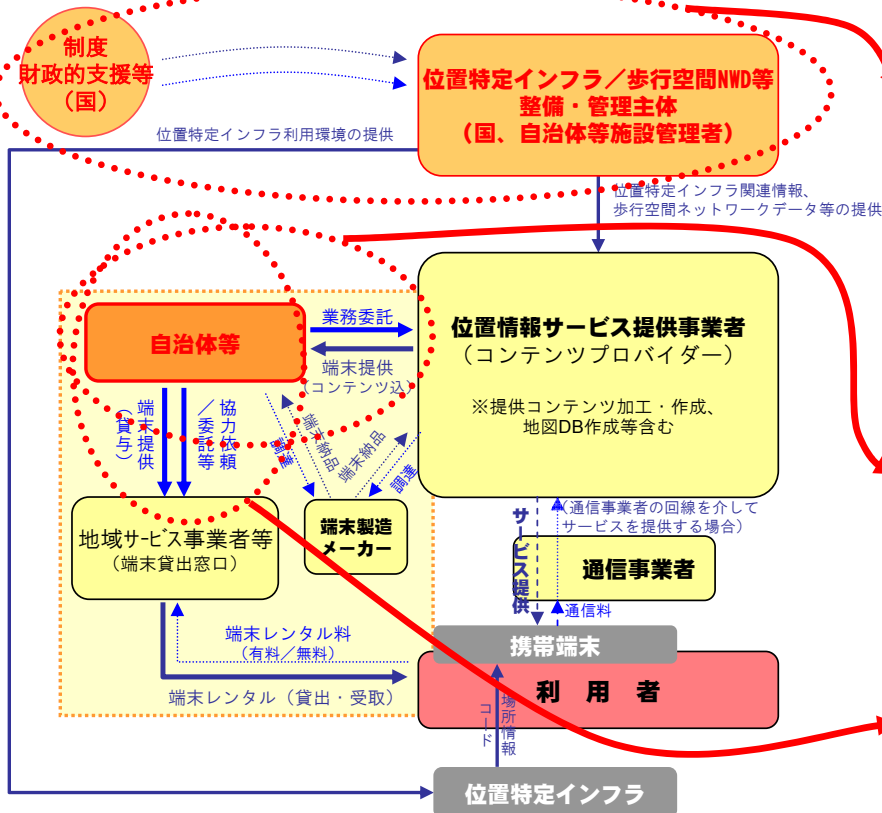 制度
財政的支援等
（国）
位置特定インフラ／歩行空間NWD等
整備・管理主体
（国、自治体等施設管理者）
位置特定インフラ利用環境の提供
位置特定インフラ関連情報、
歩行空間ネットワークデータ等の提供
自治体等
業務委託
端末提供
（コンテンツ込）
位置情報サービス提供事業者
（コンテンツプロバイダー）
※提供コンテンツ加工・作成、
地図DB作成等含む
端末提供
（貸与）
協力依頼
／委託等
調達
端末納品
端末納品
調達
地域サービス事業者等
（端末貸出窓口）
端末製造
メーカー
サービス提供
（通信事業者の回線を介して
サービスを提供する場合）
通信事業者
通信料
端末レンタル料
（有料／無料）
携帯端末
端末レンタル（貸出・受取）
利用者
場所情報
コード
位置特定インフラ